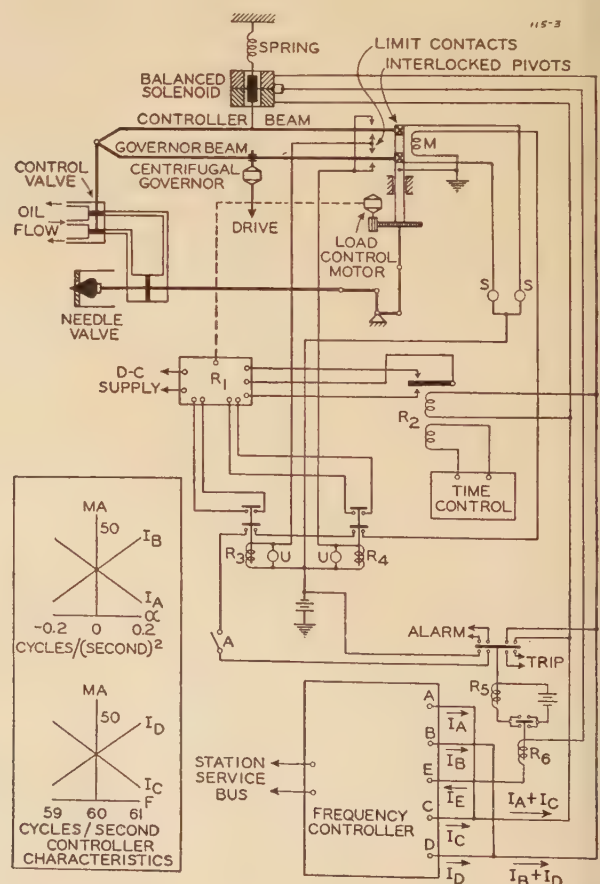 115-3
SPRING
LIMIT CONTACTS
INTERLOCKED PIVOTS
BALANCED
SOLENOID
CONTROLLER BEAM
GOVERNOR BEAM
M
CONTROL
VALVE
CENTRIFUGAL
GOVERNOR
OIL
FLOW
DRIVE
LOAD
CONTROL
MOTOR
S S
NEEDLE
VALVE
D-C
SUPPLY
R1
R2
TIME
CONTROL
MA
50
IB
IA
α
-0.2 0 0.2
CYCLES/(SECOND)2
R3 U U R4
A
ALARM
TRIP
R5
R6
MA
50
ID
IC
F
59 60 61
CYCLES/SECOND
CONTROLLER
CHARACTERISTICS
STATION
SERVICE
BUS
FREQUENCY
CONTROLLER
A
IA
B
IB
E
IE
C
IC
IA+IC
D
ID
IB+ID